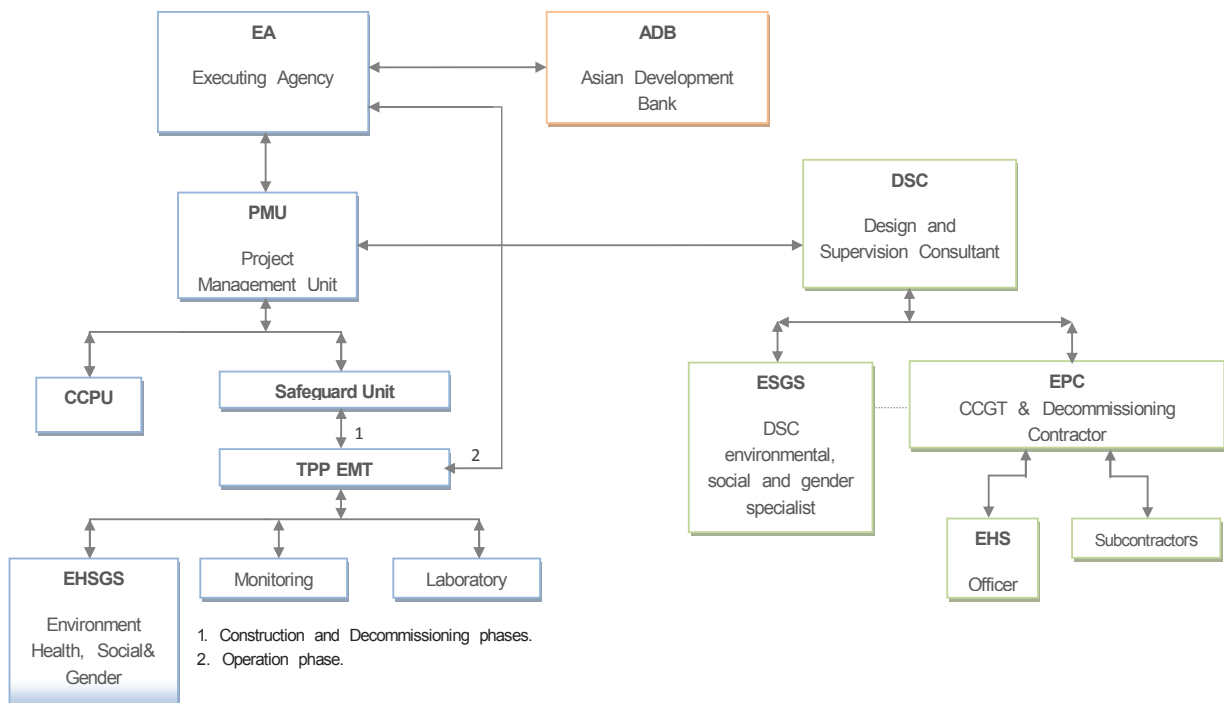 EA
Executing Agency
ADB
Asian Development
Bank
PMU
Project
Management Unit
DSC
Design and
Supervision Consultant
CCPU
Safeguard Unit
1
2
TPP EMT
ESGS
DSC
environmental,
social and gender
specialist
EPC
CCGT & Decommissioning
Contractor
EHS
Officer
Subcontractors
EHSGS
Environment
Health, Social&
Gender
Monitoring
Laboratory
1. Construction and Decommissioning phases.
2. Operation phase.